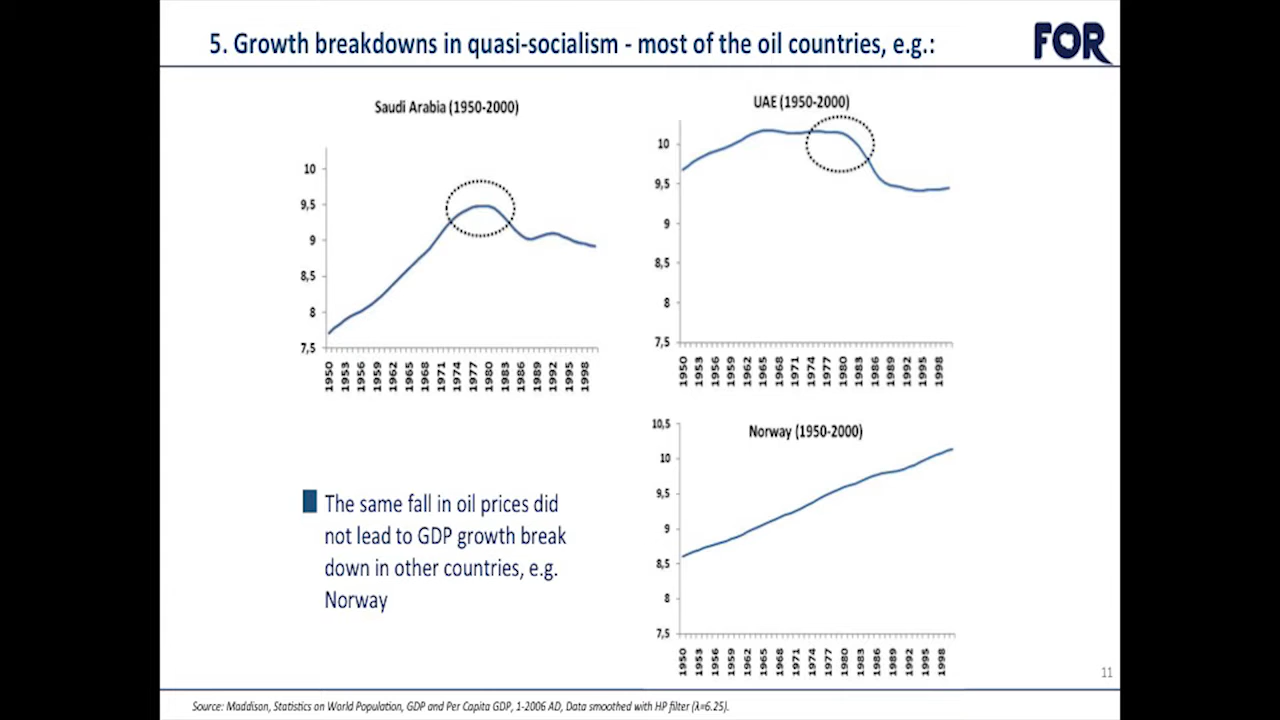 5. Growth breakdowns in quasi-socialism - most of the oil countries, e.g.:
FOR
Saudi Arabia (1950-2000)
10
9,5
9
8,5
8
7,5
1950 1953 1956 1959 1962 1965 1968 1971 1974 1977 1980 1983 1986 1989 1992 1995 1998
UAE (1950-2000)
10
9,5
9
8,5
8
7,5
1950 1953 1956 1959 1962 1965 1968 1971 1974 1977 1980 1983 1986 1989 1992 1995 1998
Norway (1950-2000)
10,5
10
9,5
9
8,5
8
7,5
1950 1953 1956 1959 1962 1965 1968 1971 1974 1977 1980 1983 1986 1989 1992 1995 1998
The same fall in oil prices did
not lead to GDP growth break
down in other countries, e.g.
Norway
11
Source: Maddison, Statistics on World Population, GDP and Per Capita GDP, 1-2006 AD, Data smoothed with HP filter (λ=6.25).